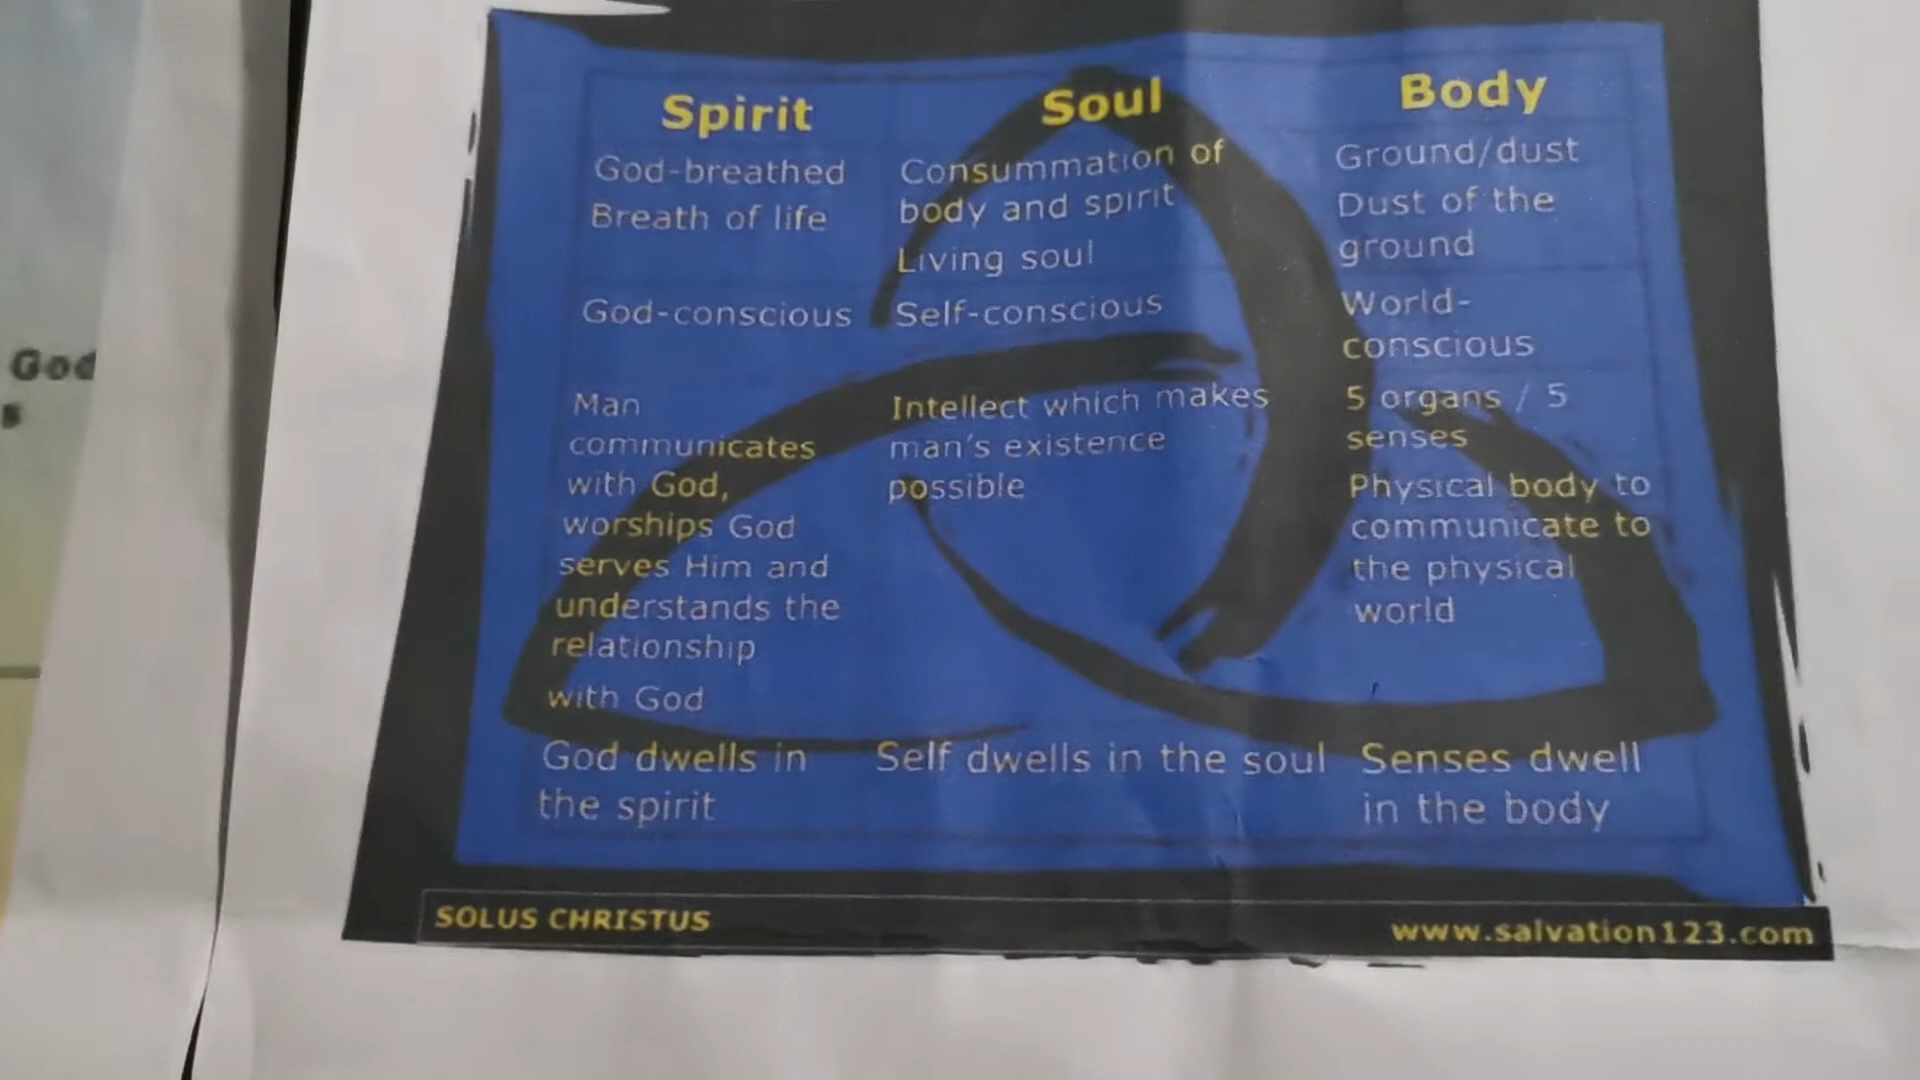 God
s
Spirit
God-breathed
Breath of life
God-conscious
Man
communicates
with God,
worships God
serves Him and
understands the
relationship
with God
God dwells in
the spirit
Soul
Consummation of
body and spirit
Living soul
Self-conscious
Intellect which makes
man's existence
possible
Self dwells in the soul
Body
Ground/dust
Dust of the
ground
World-
conscious
5 organs / 5
senses
Physical body to
communicate to
the physical
world
Senses dwell
in the body
SOLUS CHRISTUS
www.salvation123.com